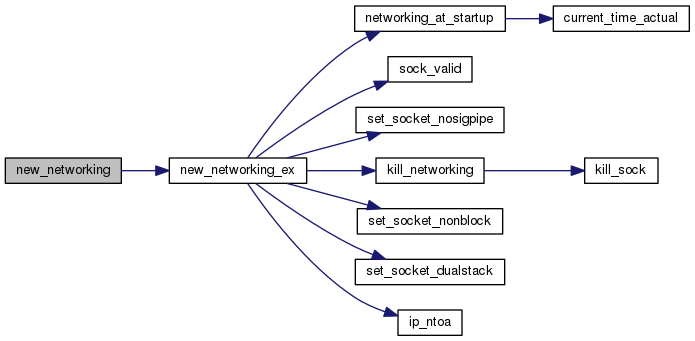 networking_at_startup
current_time_actual
sock_valid
set_socket_nosigpipe
new_networking
new_networking_ex
kill_networking
kill_sock
set_socket_nonblock
set_socket_dualstack
ip_ntoa